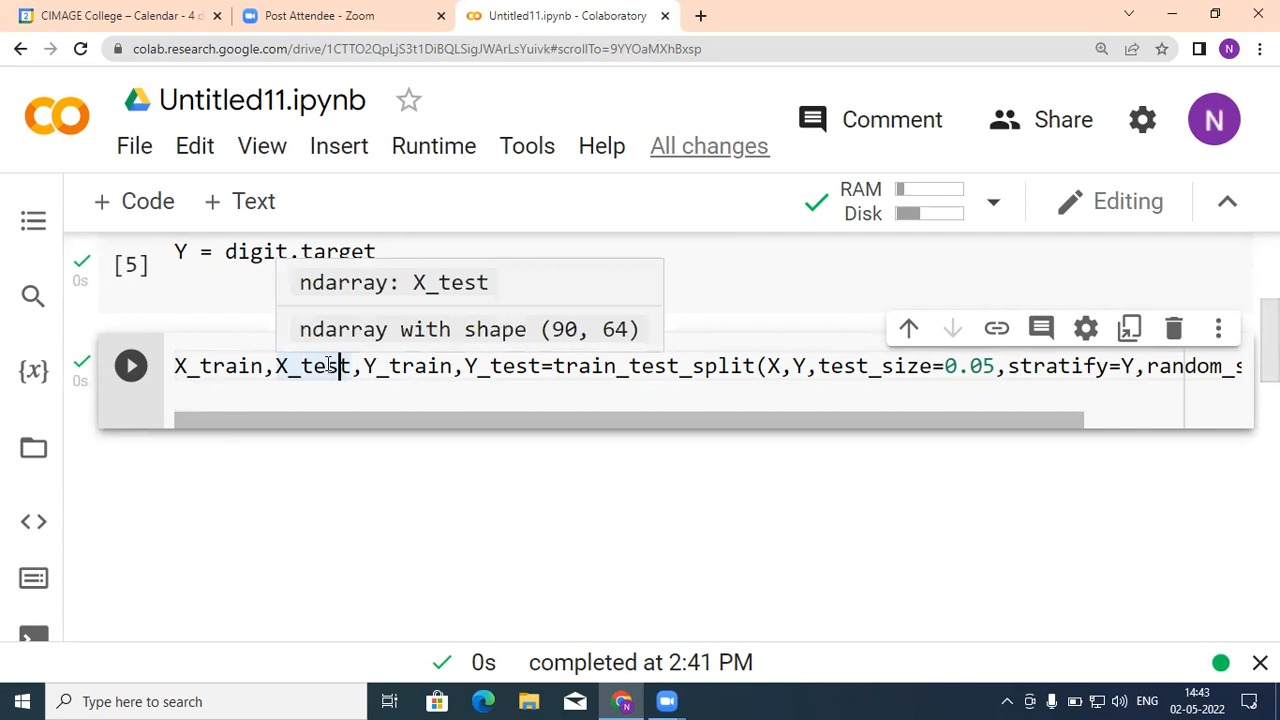 CIMAGE College – Calendar - 4 d
Post Attendee - Zoom
Untitled11.ipynb - Colaboratory
colab.research.google.com/drive/1CTTO2QpLjS3t1DiBQLSigJWArLsYuivk#scrollTo=9YYOaMXhBxsp
N
Untitled11.ipynb
Comment
Share
N
File Edit View Insert Runtime Tools Help All changes
+ Code + Text
RAM
Disk
Editing
[5]
0s
Y = digit.target
ndarray: X_test
ndarray with shape (90, 64)
{x}
0s
X_train,X_test,Y_train,Y_test=train_test_split(X,Y,test_size=0.05,stratify=Y,random_s
0s completed at 2:41 PM
Type here to search
ENG
14:43
02-05-2022